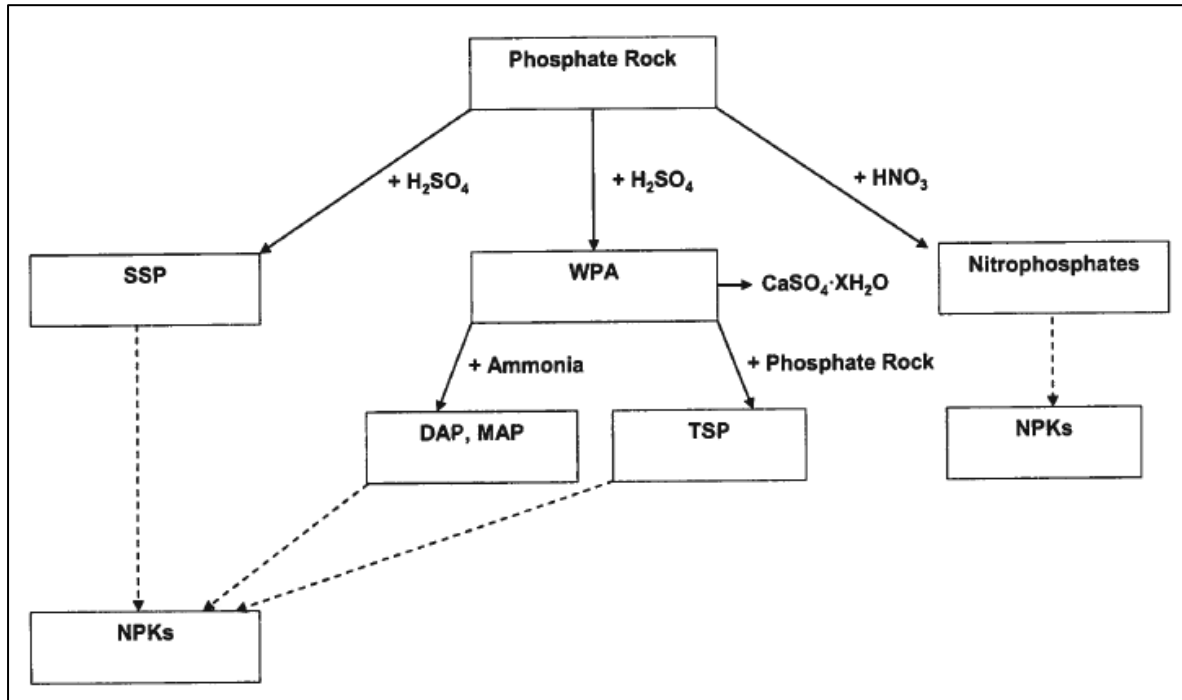 Phosphate Rock
+ H₂SO₄
+ H₂SO₄
+ HNO₃
SSP
WPA
CaSO₄·XH₂O
Nitrophosphates
+ Ammonia
+ Phosphate Rock
DAP, MAP
TSP
NPKs
NPKs